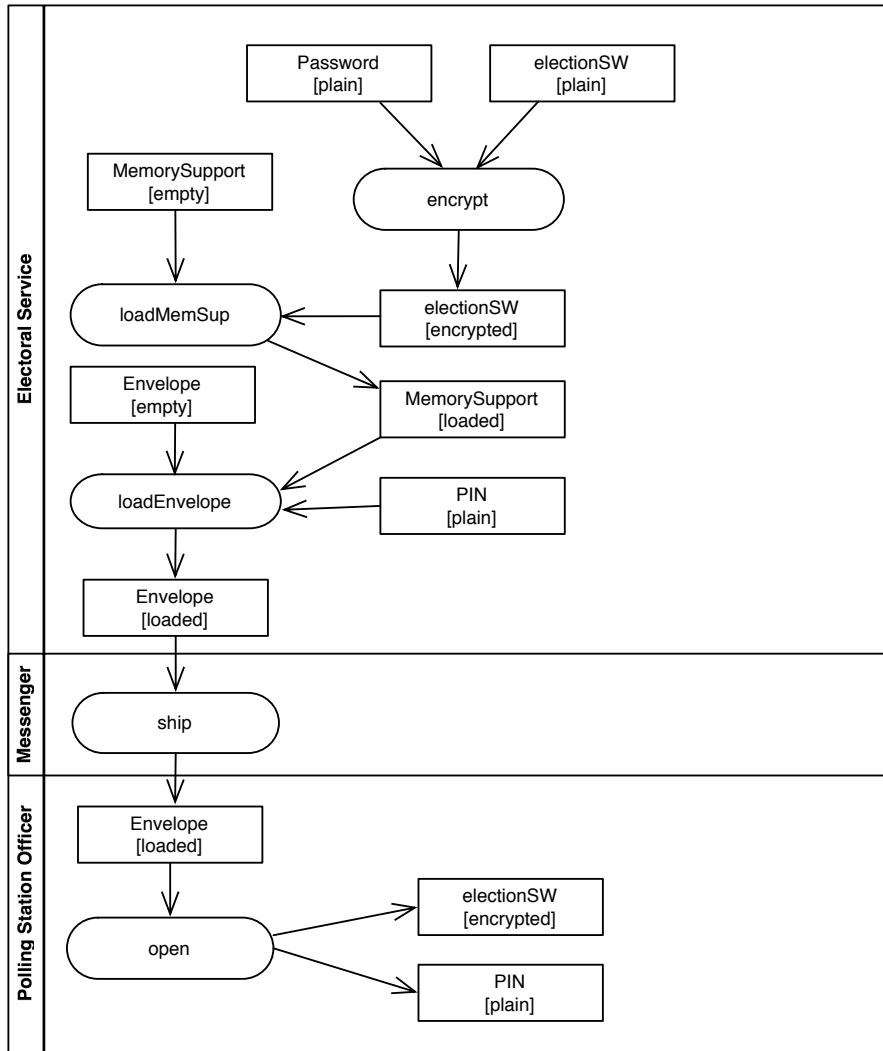 Electoral Service
Password
[plain]
electionSW
[plain]
MemorySupport
[empty]
encrypt
loadMemSup
electionSW
[encrypted]
Envelope
[empty]
MemorySupport
[loaded]
loadEnvelope
PIN
[plain]
Envelope
[loaded]
Messenger
ship
Polling Station Officer
Envelope
[loaded]
electionSW
[encrypted]
open
PIN
[plain]